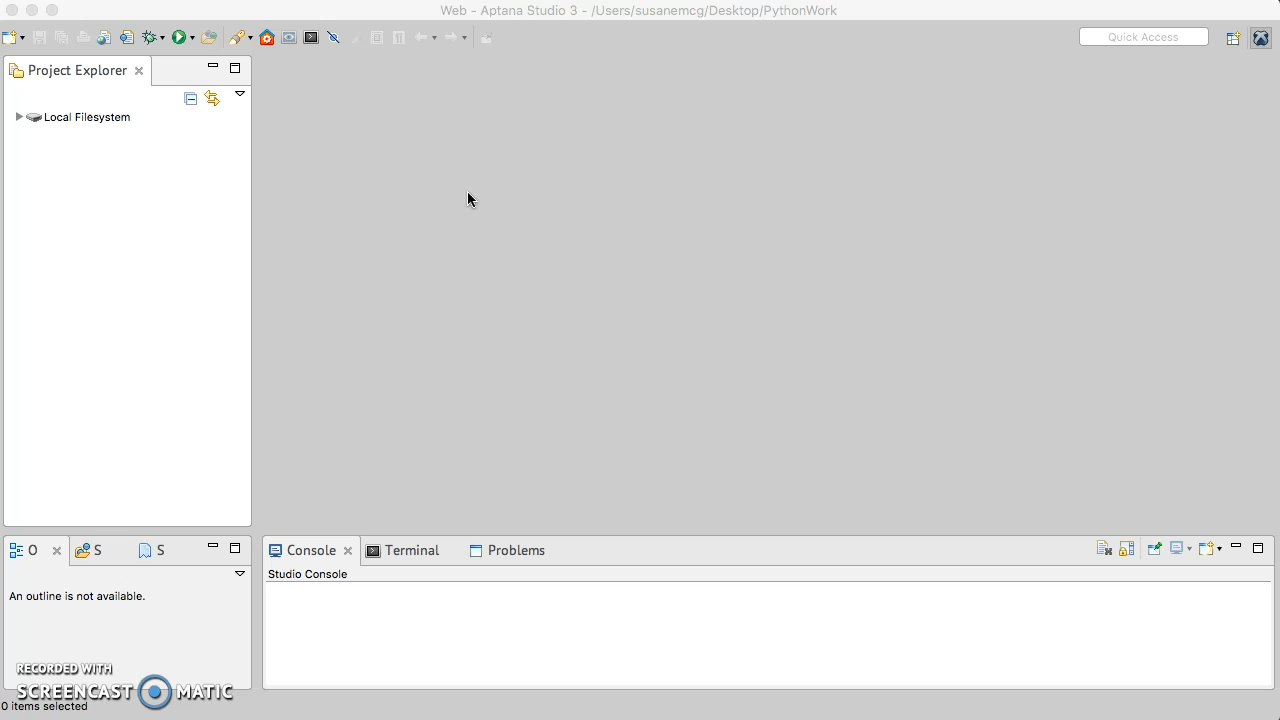 Web - Aptana Studio 3 - /Users/susanemcg/Desktop/PythonWork
Quick Access
Project Explorer
Local Filesystem
O
S
S
An outline is not available.
Console
Terminal
Problems
Studio Console
RECORDED WITH
SCREENCAST MATIC
0 items selected